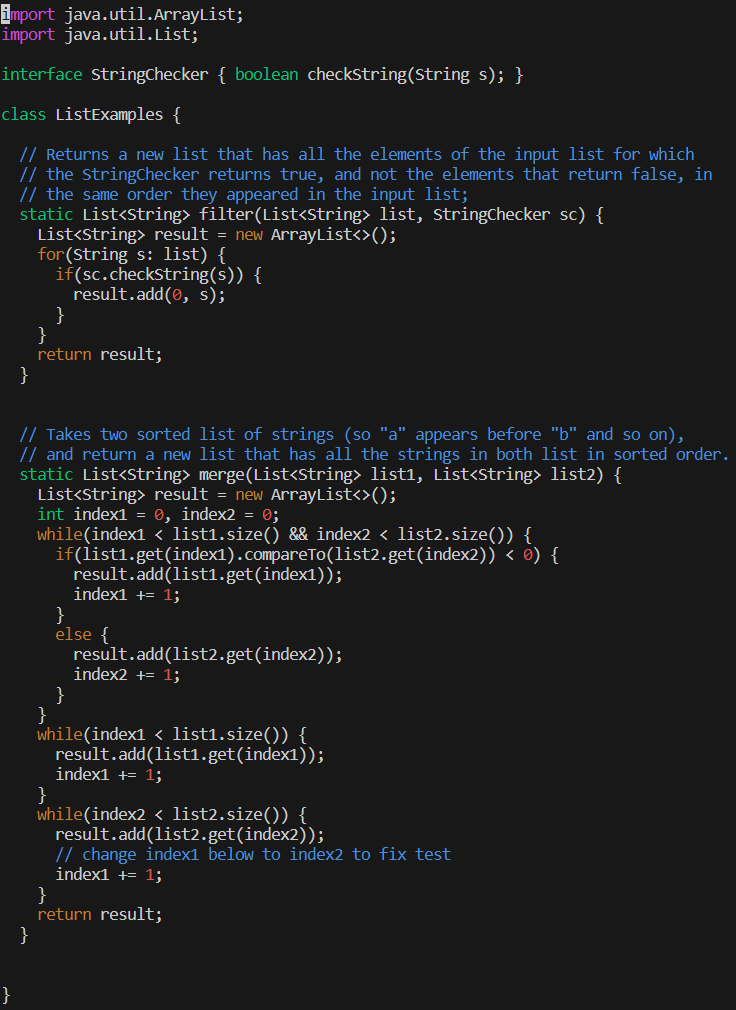 import java.util.ArrayList;
import java.util.List;

interface StringChecker { boolean checkString(String s); }

class ListExamples {

  // Returns a new list that has all the elements of the input list for which
  // the StringChecker returns true, and not the elements that return false, in
  // the same order they appeared in the input list;
  static List<String> filter(List<String> list, StringChecker sc) {
    List<String> result = new ArrayList<>();
    for(String s: list) {
      if(sc.checkString(s)) {
        result.add(0, s);
      }
    }
    return result;
  }


  // Takes two sorted list of strings (so "a" appears before "b" and so on),
  // and return a new list that has all the strings in both list in sorted order.
  static List<String> merge(List<String> list1, List<String> list2) {
    List<String> result = new ArrayList<>();
    int index1 = 0, index2 = 0;
    while(index1 < list1.size() && index2 < list2.size()) {
      if(list1.get(index1).compareTo(list2.get(index2)) < 0) {
        result.add(list1.get(index1));
        index1 += 1;
      }
      else {
        result.add(list2.get(index2));
        index2 += 1;
      }
    }
    while(index1 < list1.size()) {
      result.add(list1.get(index1));
      index1 += 1;
    }
    while(index2 < list2.size()) {
      result.add(list2.get(index2));
      // change index1 below to index2 to fix test
      index1 += 1;
    }
    return result;
  }


}